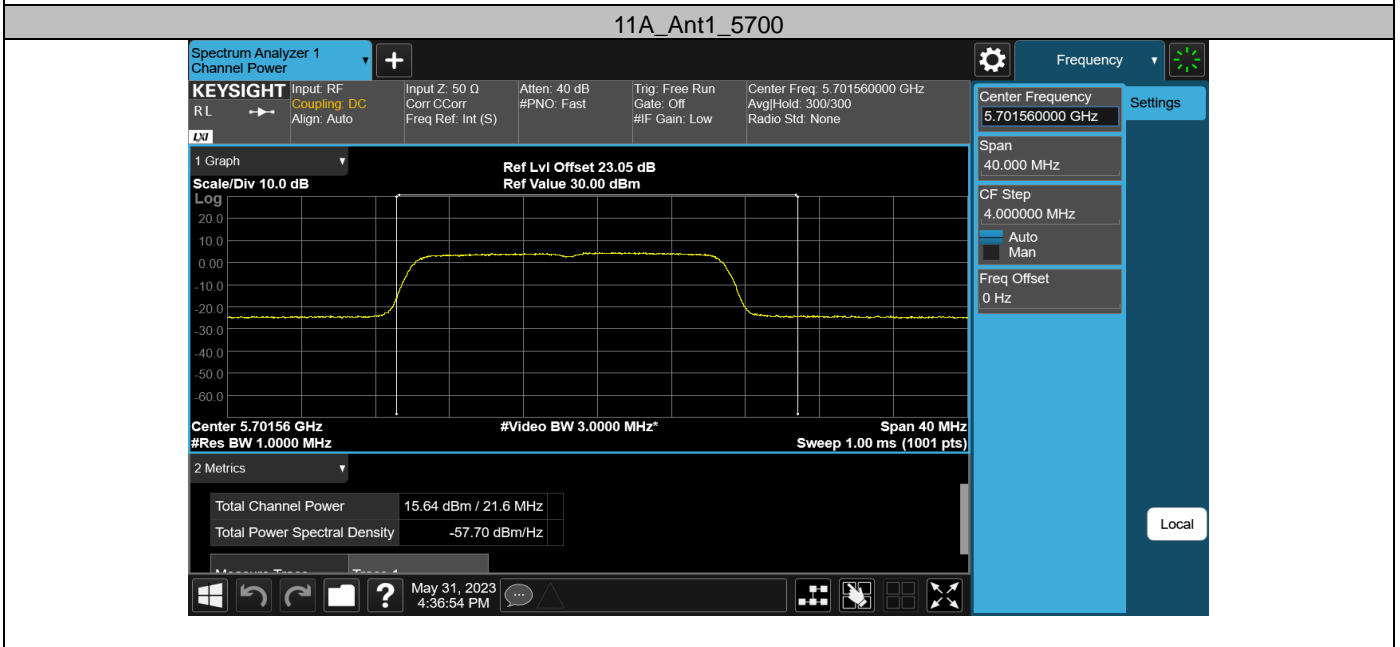 11A_Ant1_5700
Spectrum Analyzer 1
Channel Power
+
Frequency
KEYSIGHT
R L
LXI
Input: RF
Coupling: DC
Align: Auto
Input Z: 50 Ω
Corr CCorr
Freq Ref: Int (S)
Atten: 40 dB
#PNO: Fast
Trig: Free Run
Gate: Off
#IF Gain: Low
Center Freq: 5.701560000 GHz
Avg|Hold: 300/300
Radio Std: None
Center Frequency
5.701560000 GHz
Settings
Span
40.000 MHz
CF Step
4.000000 MHz
Auto
Man
Freq Offset
0 Hz
Local
1 Graph
Scale/Div 10.0 dB
Ref Lvl Offset 23.05 dB
Ref Value 30.00 dBm
Log
20.0
10.0
0.00
-10.0
-20.0
-30.0
-40.0
-50.0
-60.0
Center 5.70156 GHz
#Video BW 3.0000 MHz*
Span 40 MHz
#Res BW 1.0000 MHz
Sweep 1.00 ms (1001 pts)
2 Metrics
Total Channel Power 15.64 dBm / 21.6 MHz
Total Power Spectral Density -57.70 dBm/Hz
Measure Trace Trace 1
?
May 31, 2023
4:36:54 PM